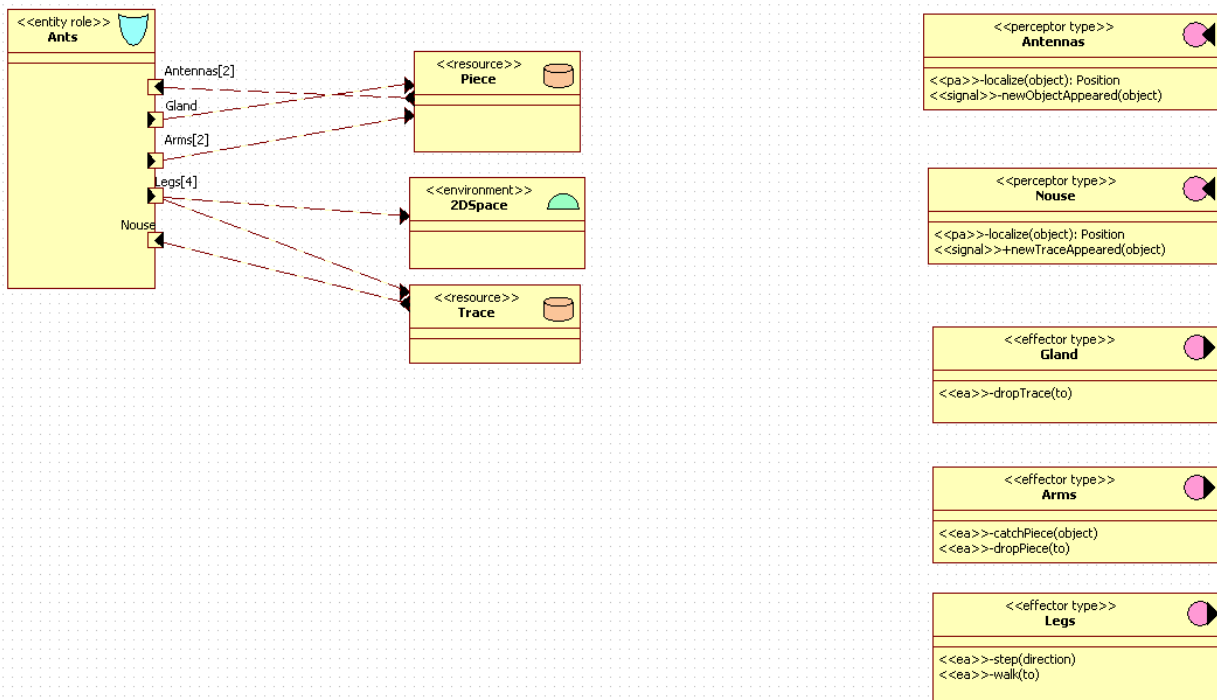 <<entity role>>
Ants
Antennas[2]
Gland
Arms[2]
Legs[4]
Nouse
<<resource>>
Piece
<<environment>>
2DSpace
<<resource>>
Trace
<<perceptor type>>
Antennas
<<pa>>-localize(object): Position
<<signal>>-newObjectAppeared(object)
<<perceptor type>>
Nouse
<<pa>>-localize(object): Position
<<signal>>+newTraceAppeared(object)
<<effector type>>
Gland
<<ea>>-dropTrace(to)
<<effector type>>
Arms
<<ea>>-catchPiece(object)
<<ea>>-dropPiece(to)
<<effector type>>
Legs
<<ea>>-step(direction)
<<ea>>-walk(to)